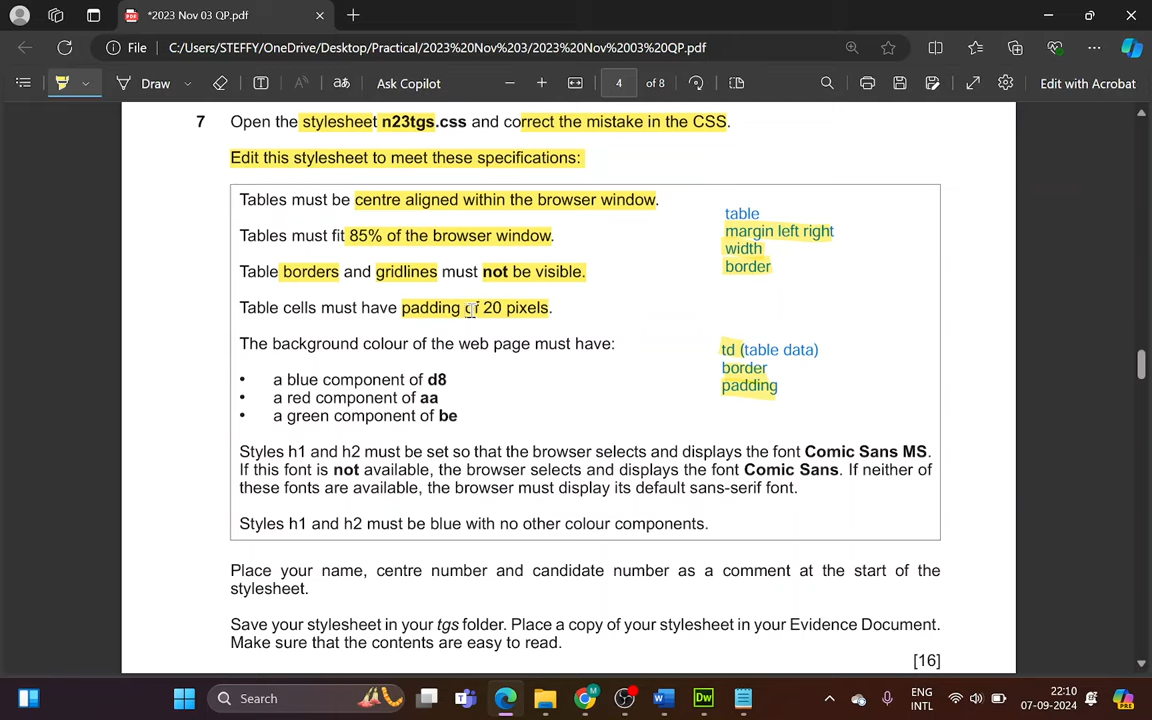 *2023 Nov 03 QP.pdf
File
C:/Users/STEFFY/OneDrive/Desktop/Practical/2023%20Nov%203/2023%20Nov%2003%20QP.pdf
Draw
Ask Copilot
4
of 8
Edit with Acrobat
7 Open the stylesheet n23tgs.css and correct the mistake in the CSS.
Edit this stylesheet to meet these specifications:
Tables must be centre aligned within the browser window.
Tables must fit 85% of the browser window.
Table borders and gridlines must not be visible.
Table cells must have padding of 20 pixels.
The background colour of the web page must have:
• a blue component of d8
• a red component of aa
• a green component of be
table
margin left right
width
border
td (table data)
border
padding
Styles h1 and h2 must be set so that the browser selects and displays the font Comic Sans MS.
If this font is not available, the browser selects and displays the font Comic Sans. If neither of
these fonts are available, the browser must display its default sans-serif font.
Styles h1 and h2 must be blue with no other colour components.
Place your name, centre number and candidate number as a comment at the start of the
stylesheet.
Save your stylesheet in your tgs folder. Place a copy of your stylesheet in your Evidence Document.
Make sure that the contents are easy to read.
[16]
Search
ENG
INTL
22:10
07-09-2024